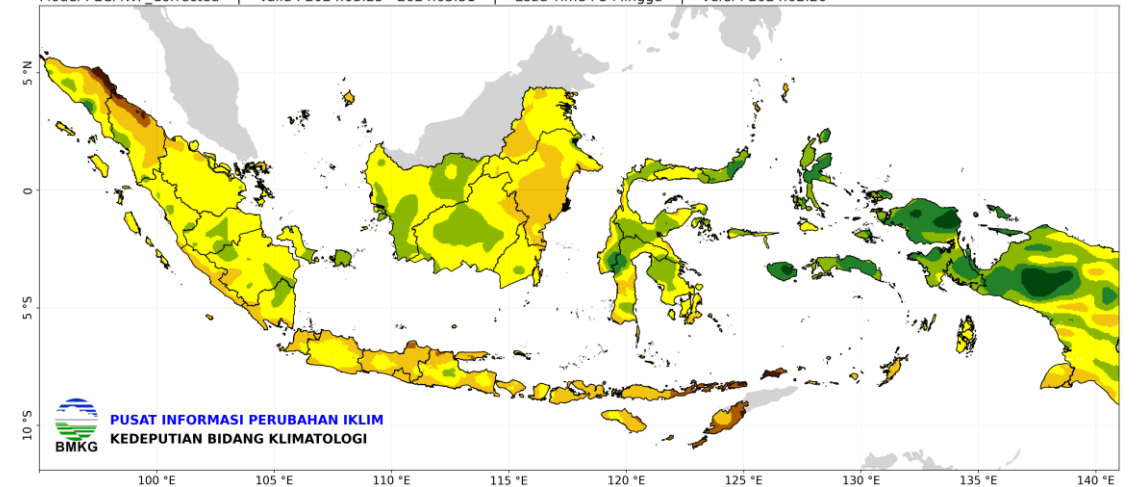 5 °N
0
5 °S
10 °S
PUSAT INFORMASI PERUBAHAN IKLIM
KEDEPUTIAN BIDANG KLIMATOLOGI
BMKG
100 °E 105 °E 110 °E 115 °E 120 °E 125 °E 130 °E 135 °E 140 °E